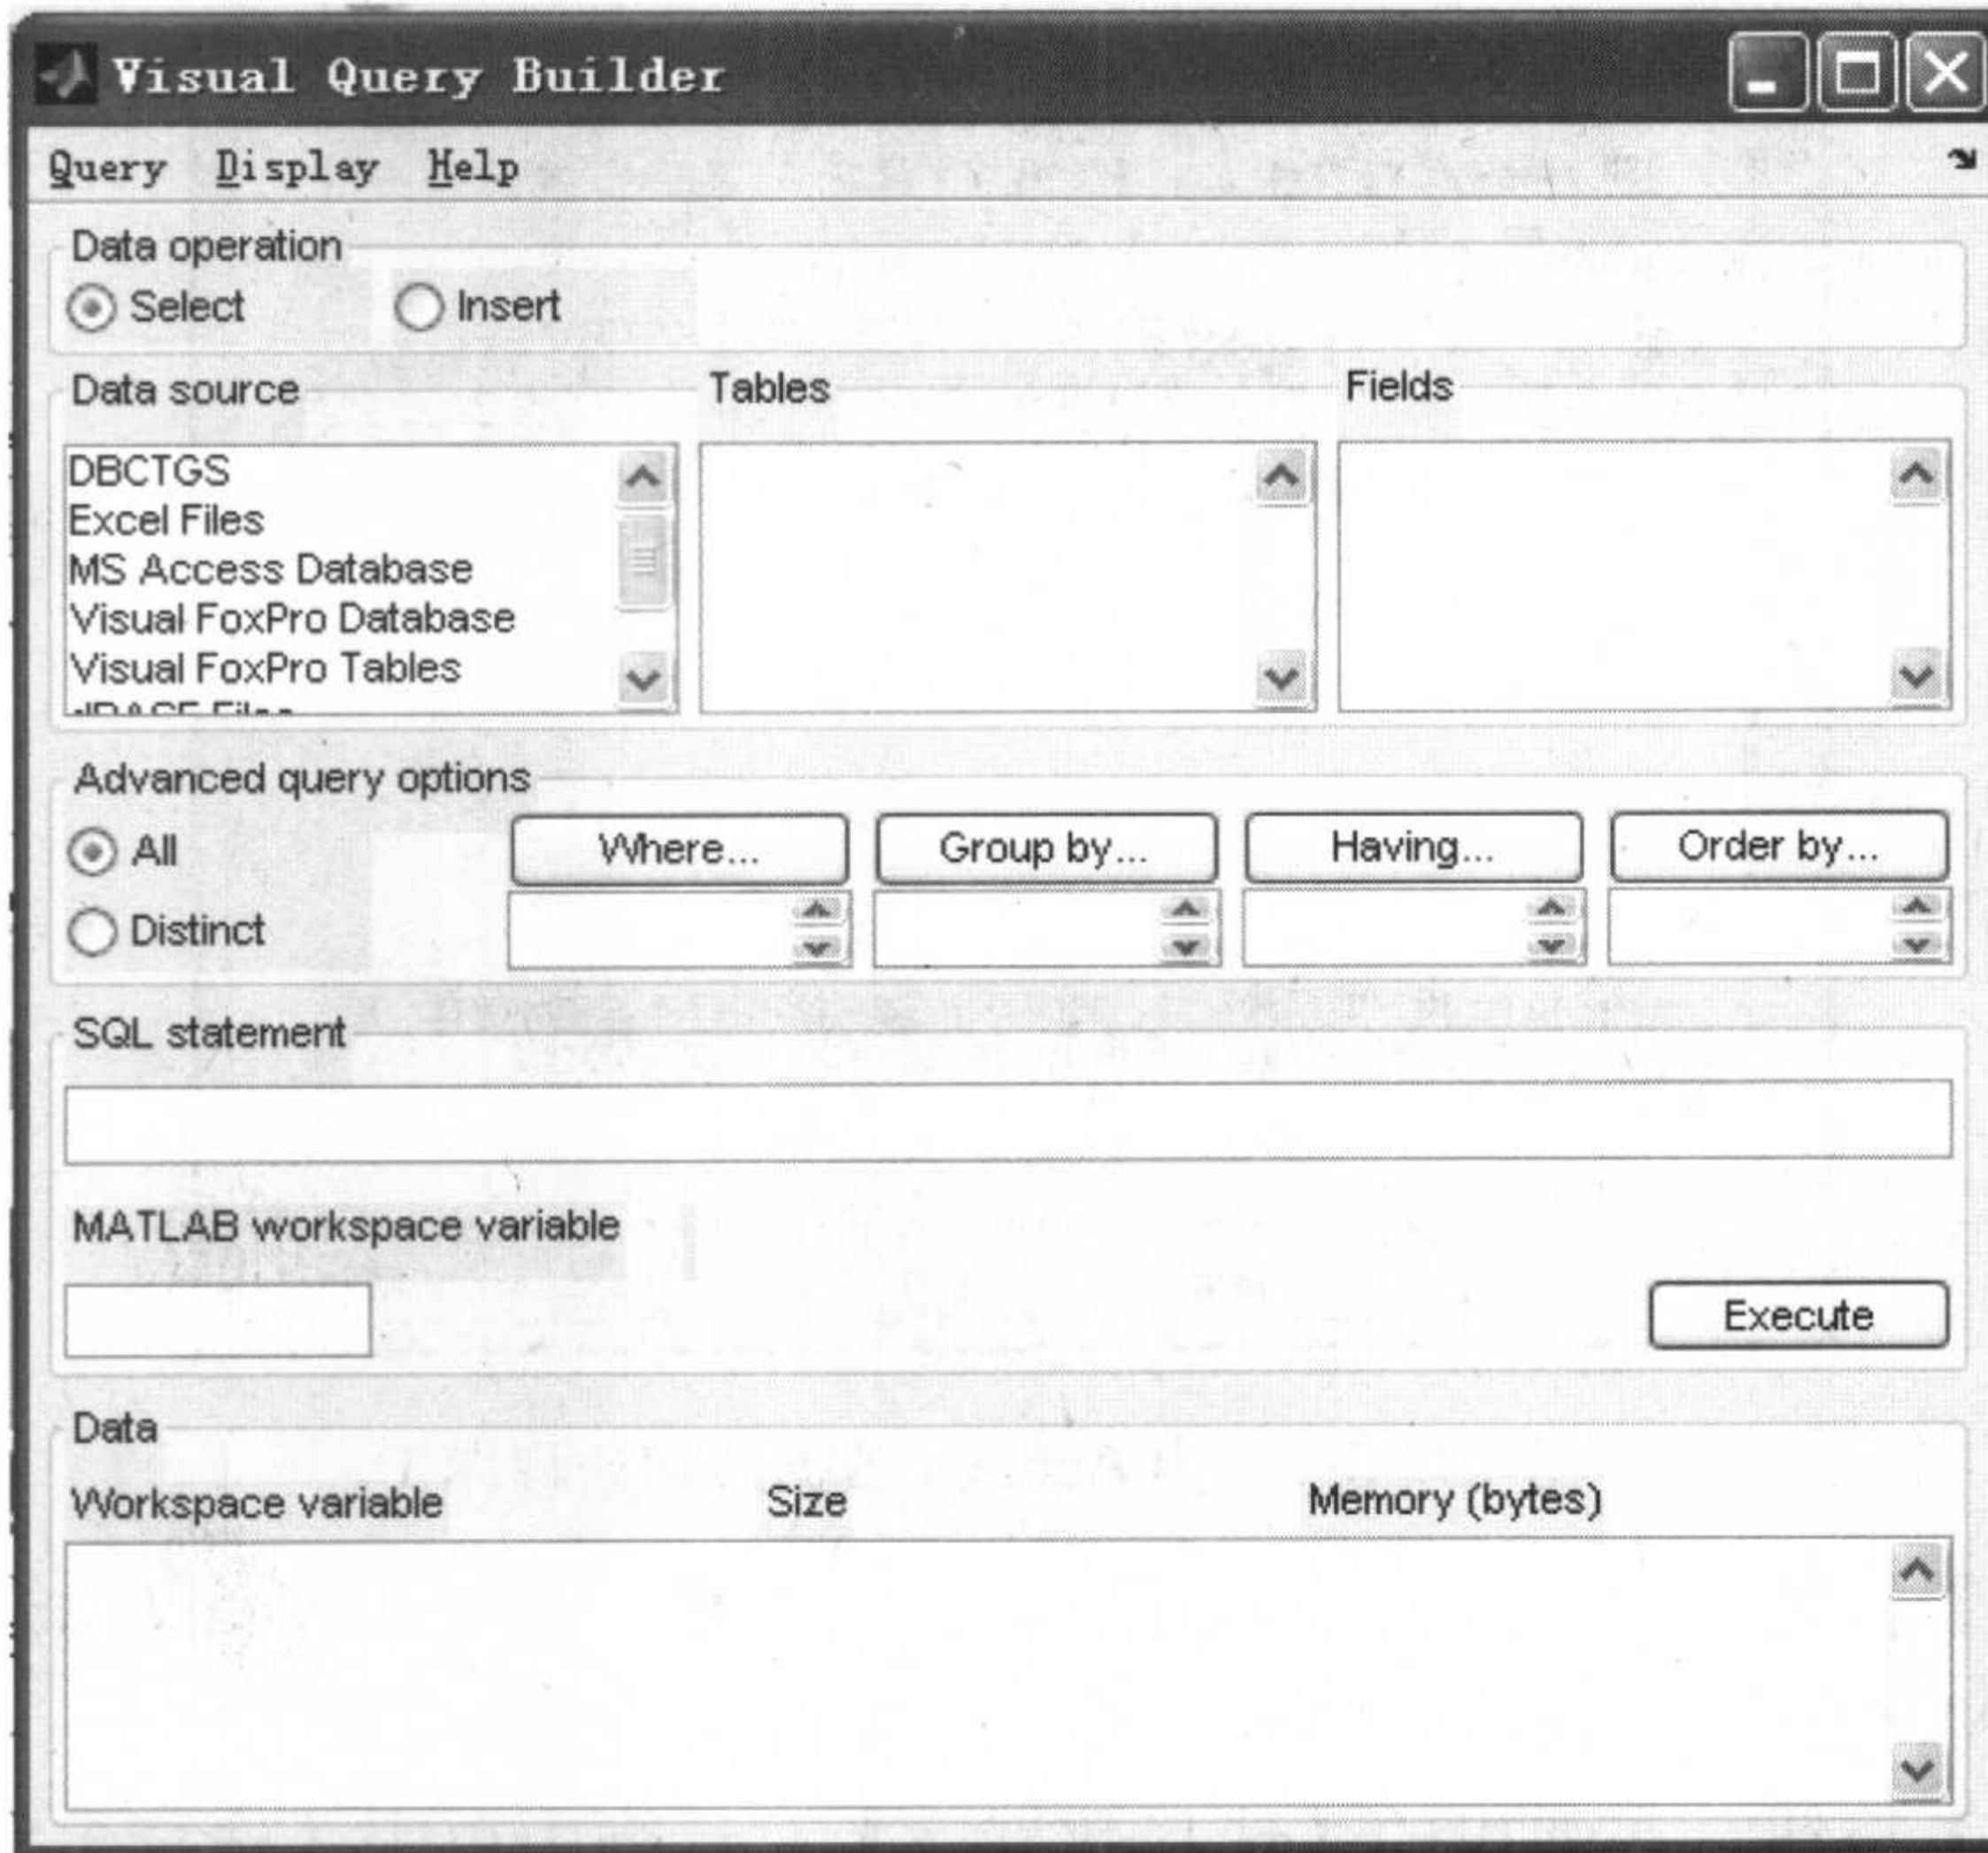 Visual Query Builder
Query Display Help
Data operation
Select Insert
Data source Tables Fields
DBCTGS
Excel Files
MS Access Database
Visual FoxPro Database
Visual FoxPro Tables
dBASE Files
Advanced query options
All Where... Group by... Having... Order by...
Distinct
SQL statement
MATLAB workspace variable
Execute
Data
Workspace variable Size Memory (bytes)